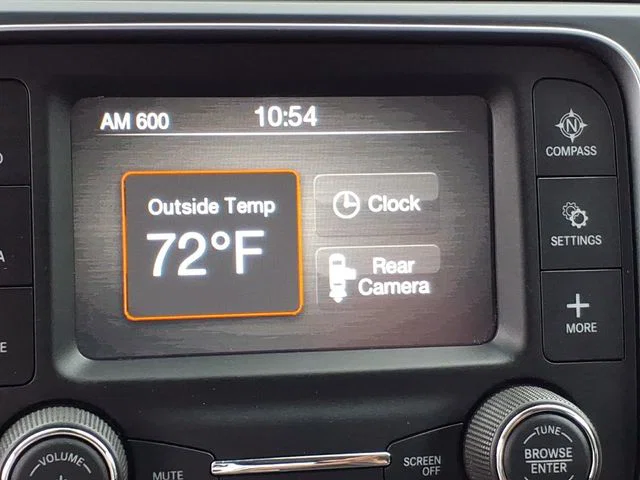 AM 600
10:54
Outside Temp
72°F
Clock
Rear
Camera
N
COMPASS
SETTINGS
MORE
VOLUME
MUTE
SCREEN
OFF
TUNE
BROWSE
ENTER